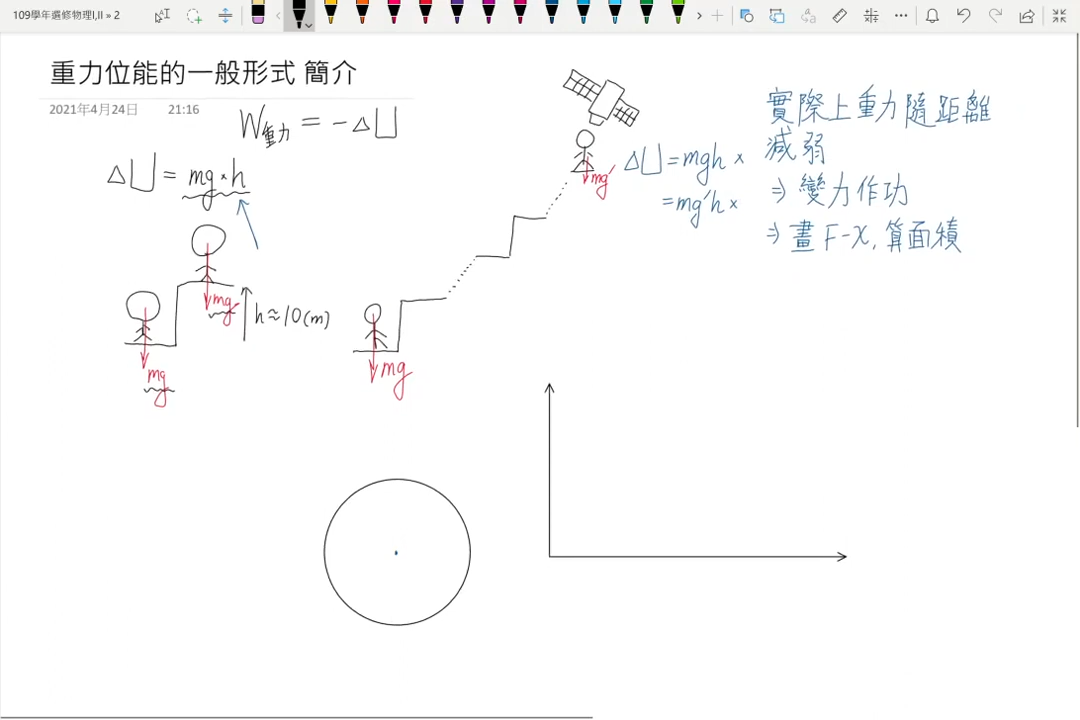 109學年選修物理I,II » 2
重力位能的一般形式 簡介
2021年4月24日 21:16
W重力 = -ΔU
ΔU = mg × h
mg
mg
h≈10(m)
mg
mg'
ΔU = mgh ×
= mg'h ×
實際上重力隨距離
減弱
⇒ 變力作功
⇒ 畫 F-x, 算面積